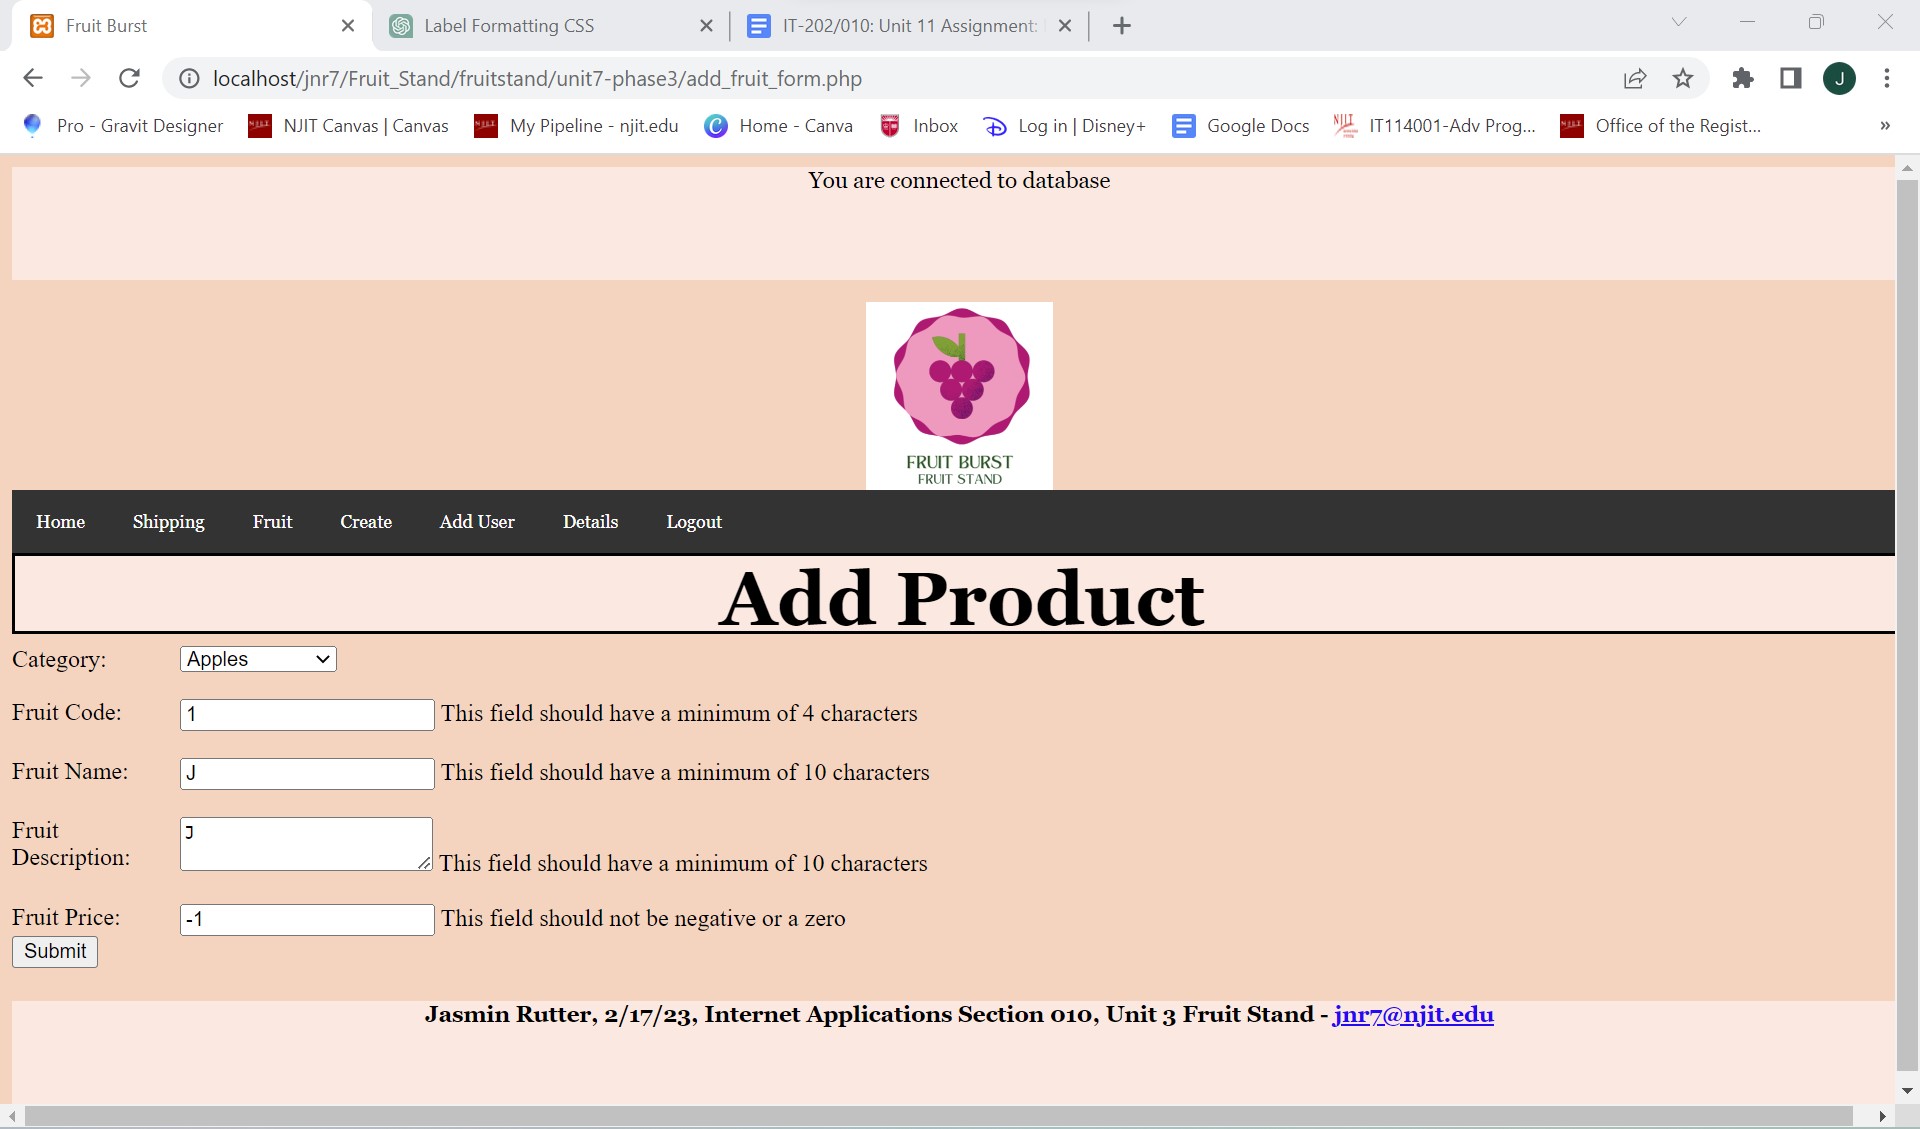 Fruit Burst
Label Formatting CSS
IT-202/010: Unit 11 Assignment:
localhost/jnr7/Fruit_Stand/fruitstand/unit7-phase3/add_fruit_form.php
J
Pro - Gravit Designer
NJIT Canvas | Canvas
My Pipeline - njit.edu
Home - Canva
Inbox
Log in | Disney+
Google Docs
IT114001-Adv Prog...
Office of the Regist...
»
You are connected to database
FRUIT BURST
FRUIT STAND
Home Shipping Fruit Create Add User Details Logout
Add Product
Category: Apples
Fruit Code: 1 This field should have a minimum of 4 characters
Fruit Name: J This field should have a minimum of 10 characters
Fruit
Description: J This field should have a minimum of 10 characters
Fruit Price: -1 This field should not be negative or a zero
Submit
Jasmin Rutter, 2/17/23, Internet Applications Section 010, Unit 3 Fruit Stand - jnr7@njit.edu